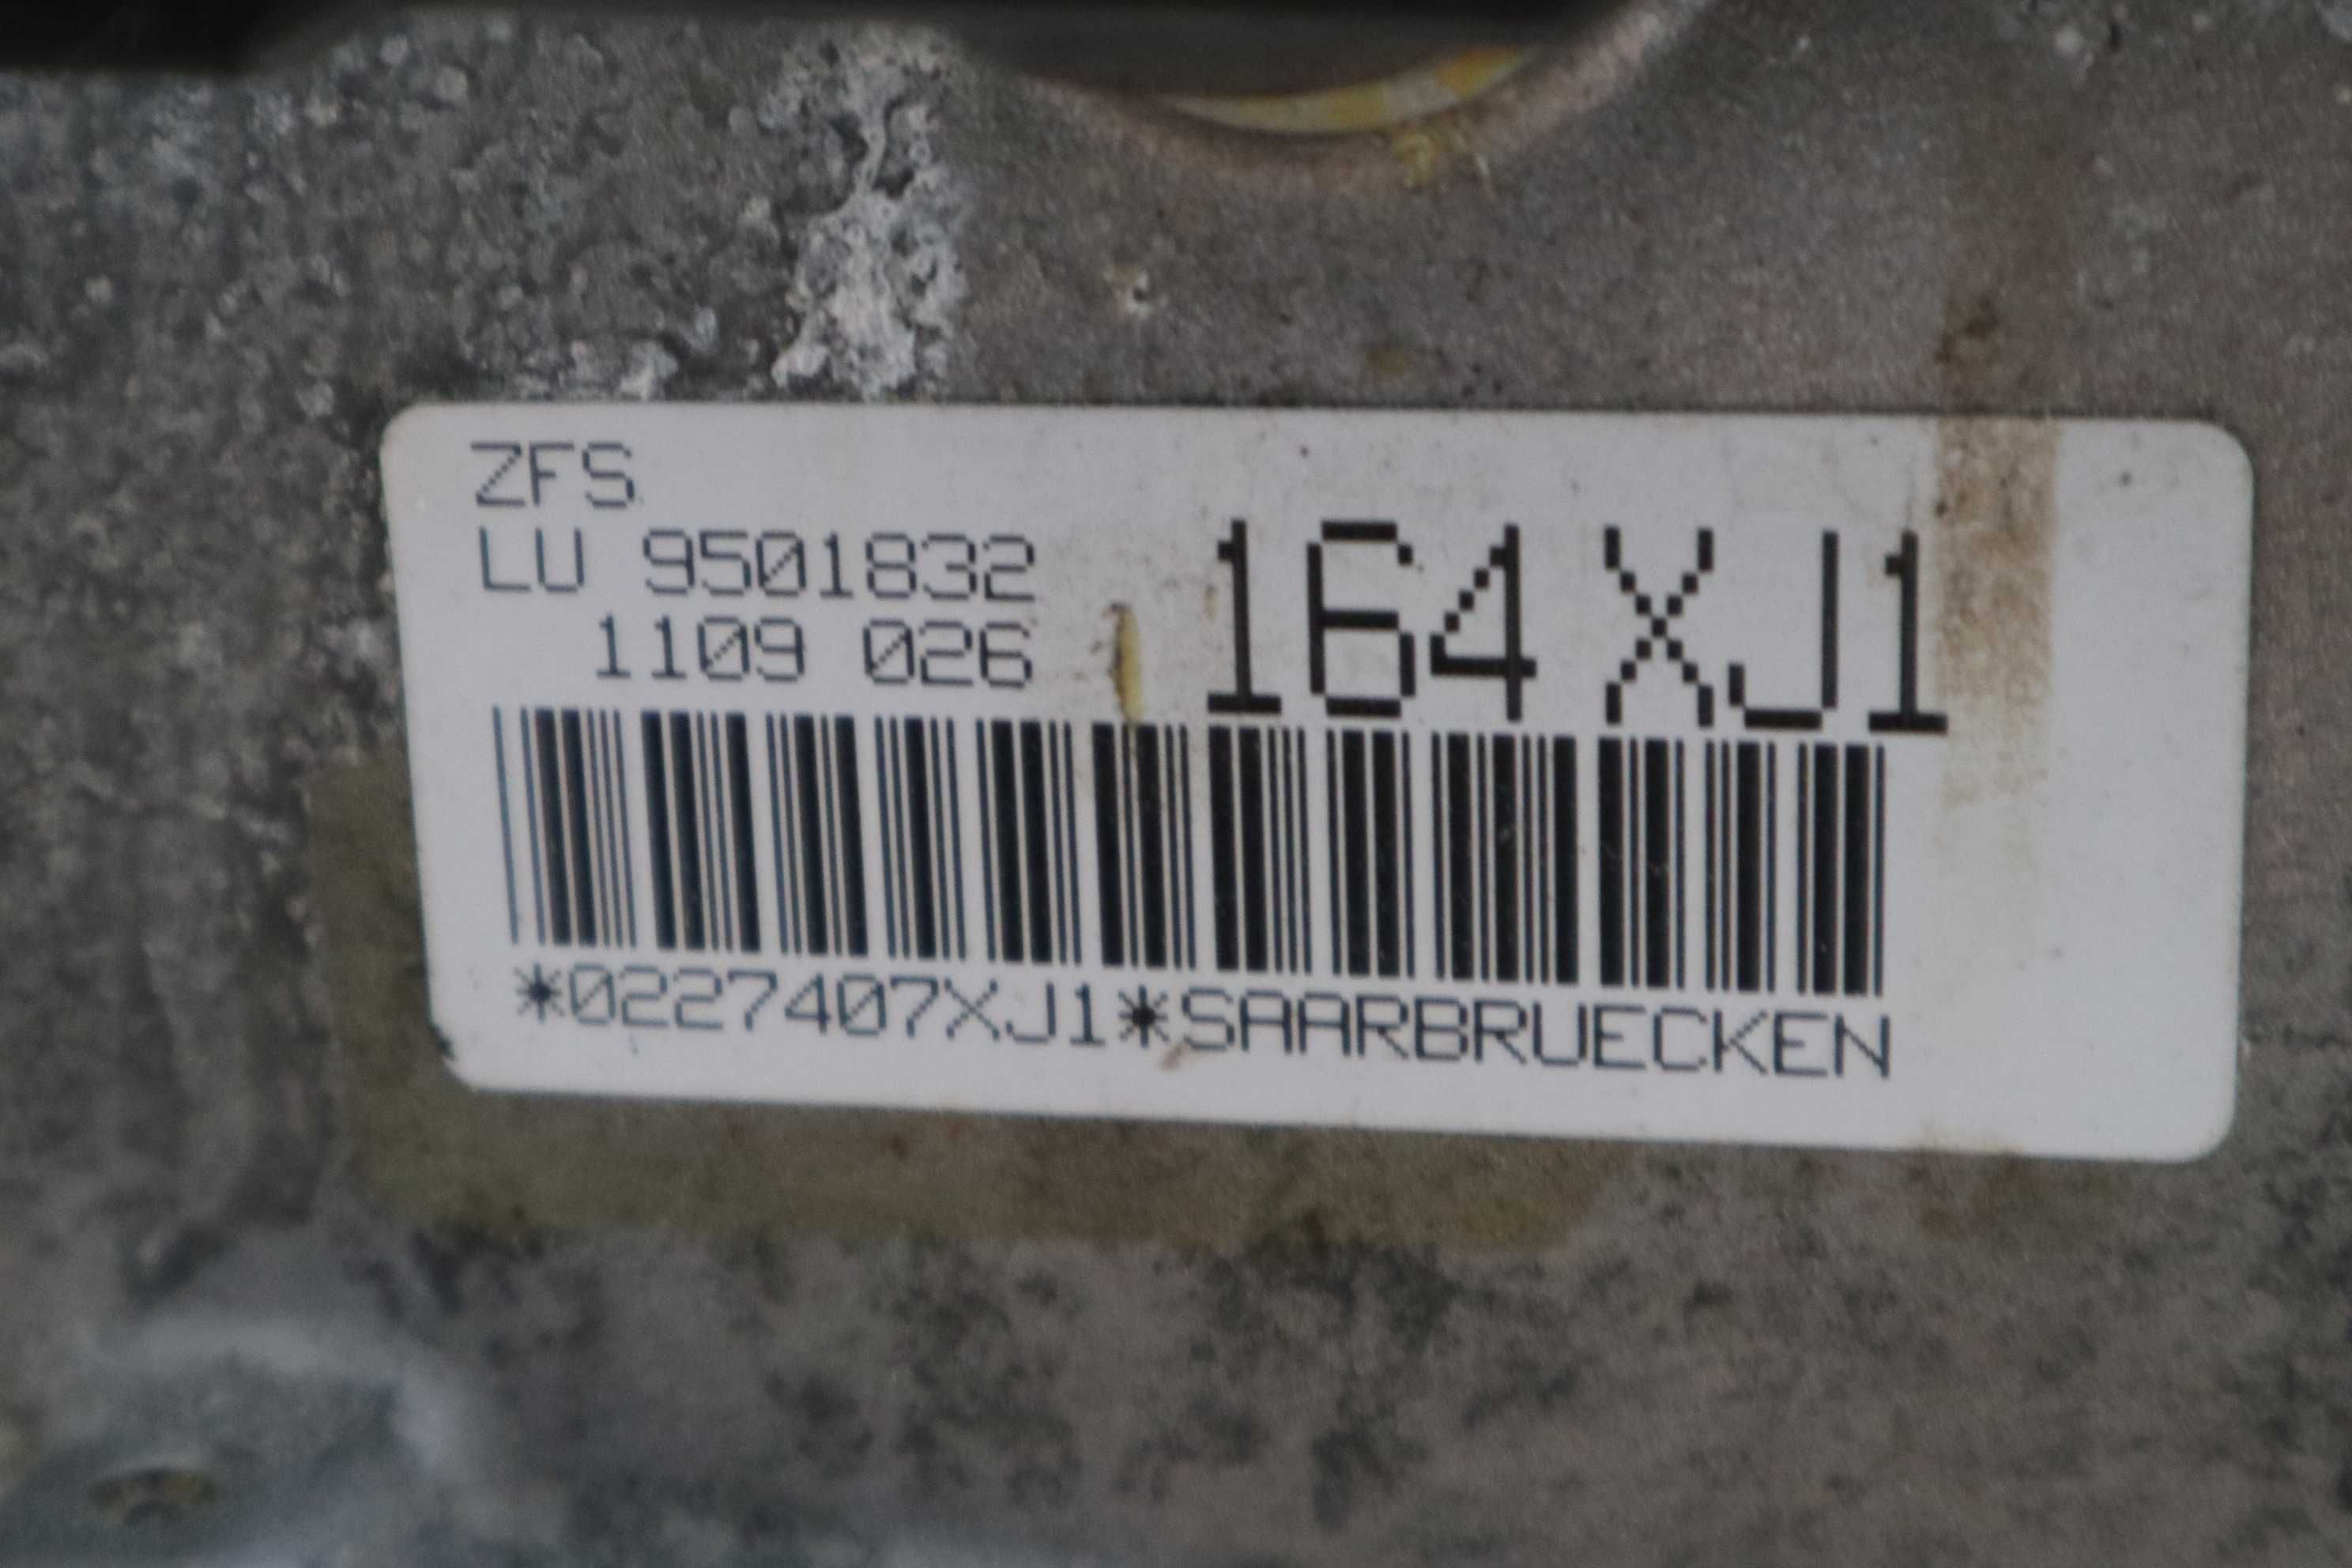 ZFS
LU 9501832
1109 026
164 XJ1
*0227407XJ1*SAARBRUECKEN